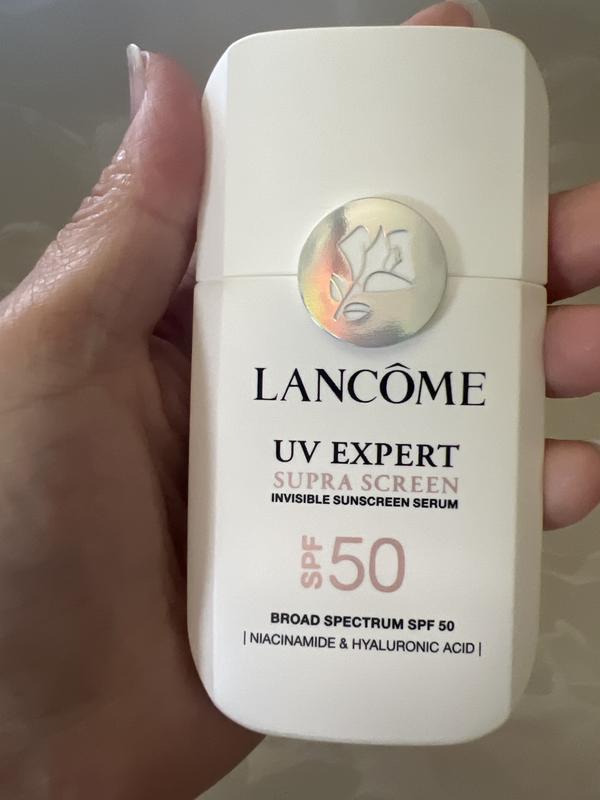 LANCÔME
UV EXPERT
SUPRA SCREEN
INVISIBLE SUNSCREEN SERUM
SPF 50
BROAD SPECTRUM SPF 50
| NIACINAMIDE & HYALURONIC ACID |